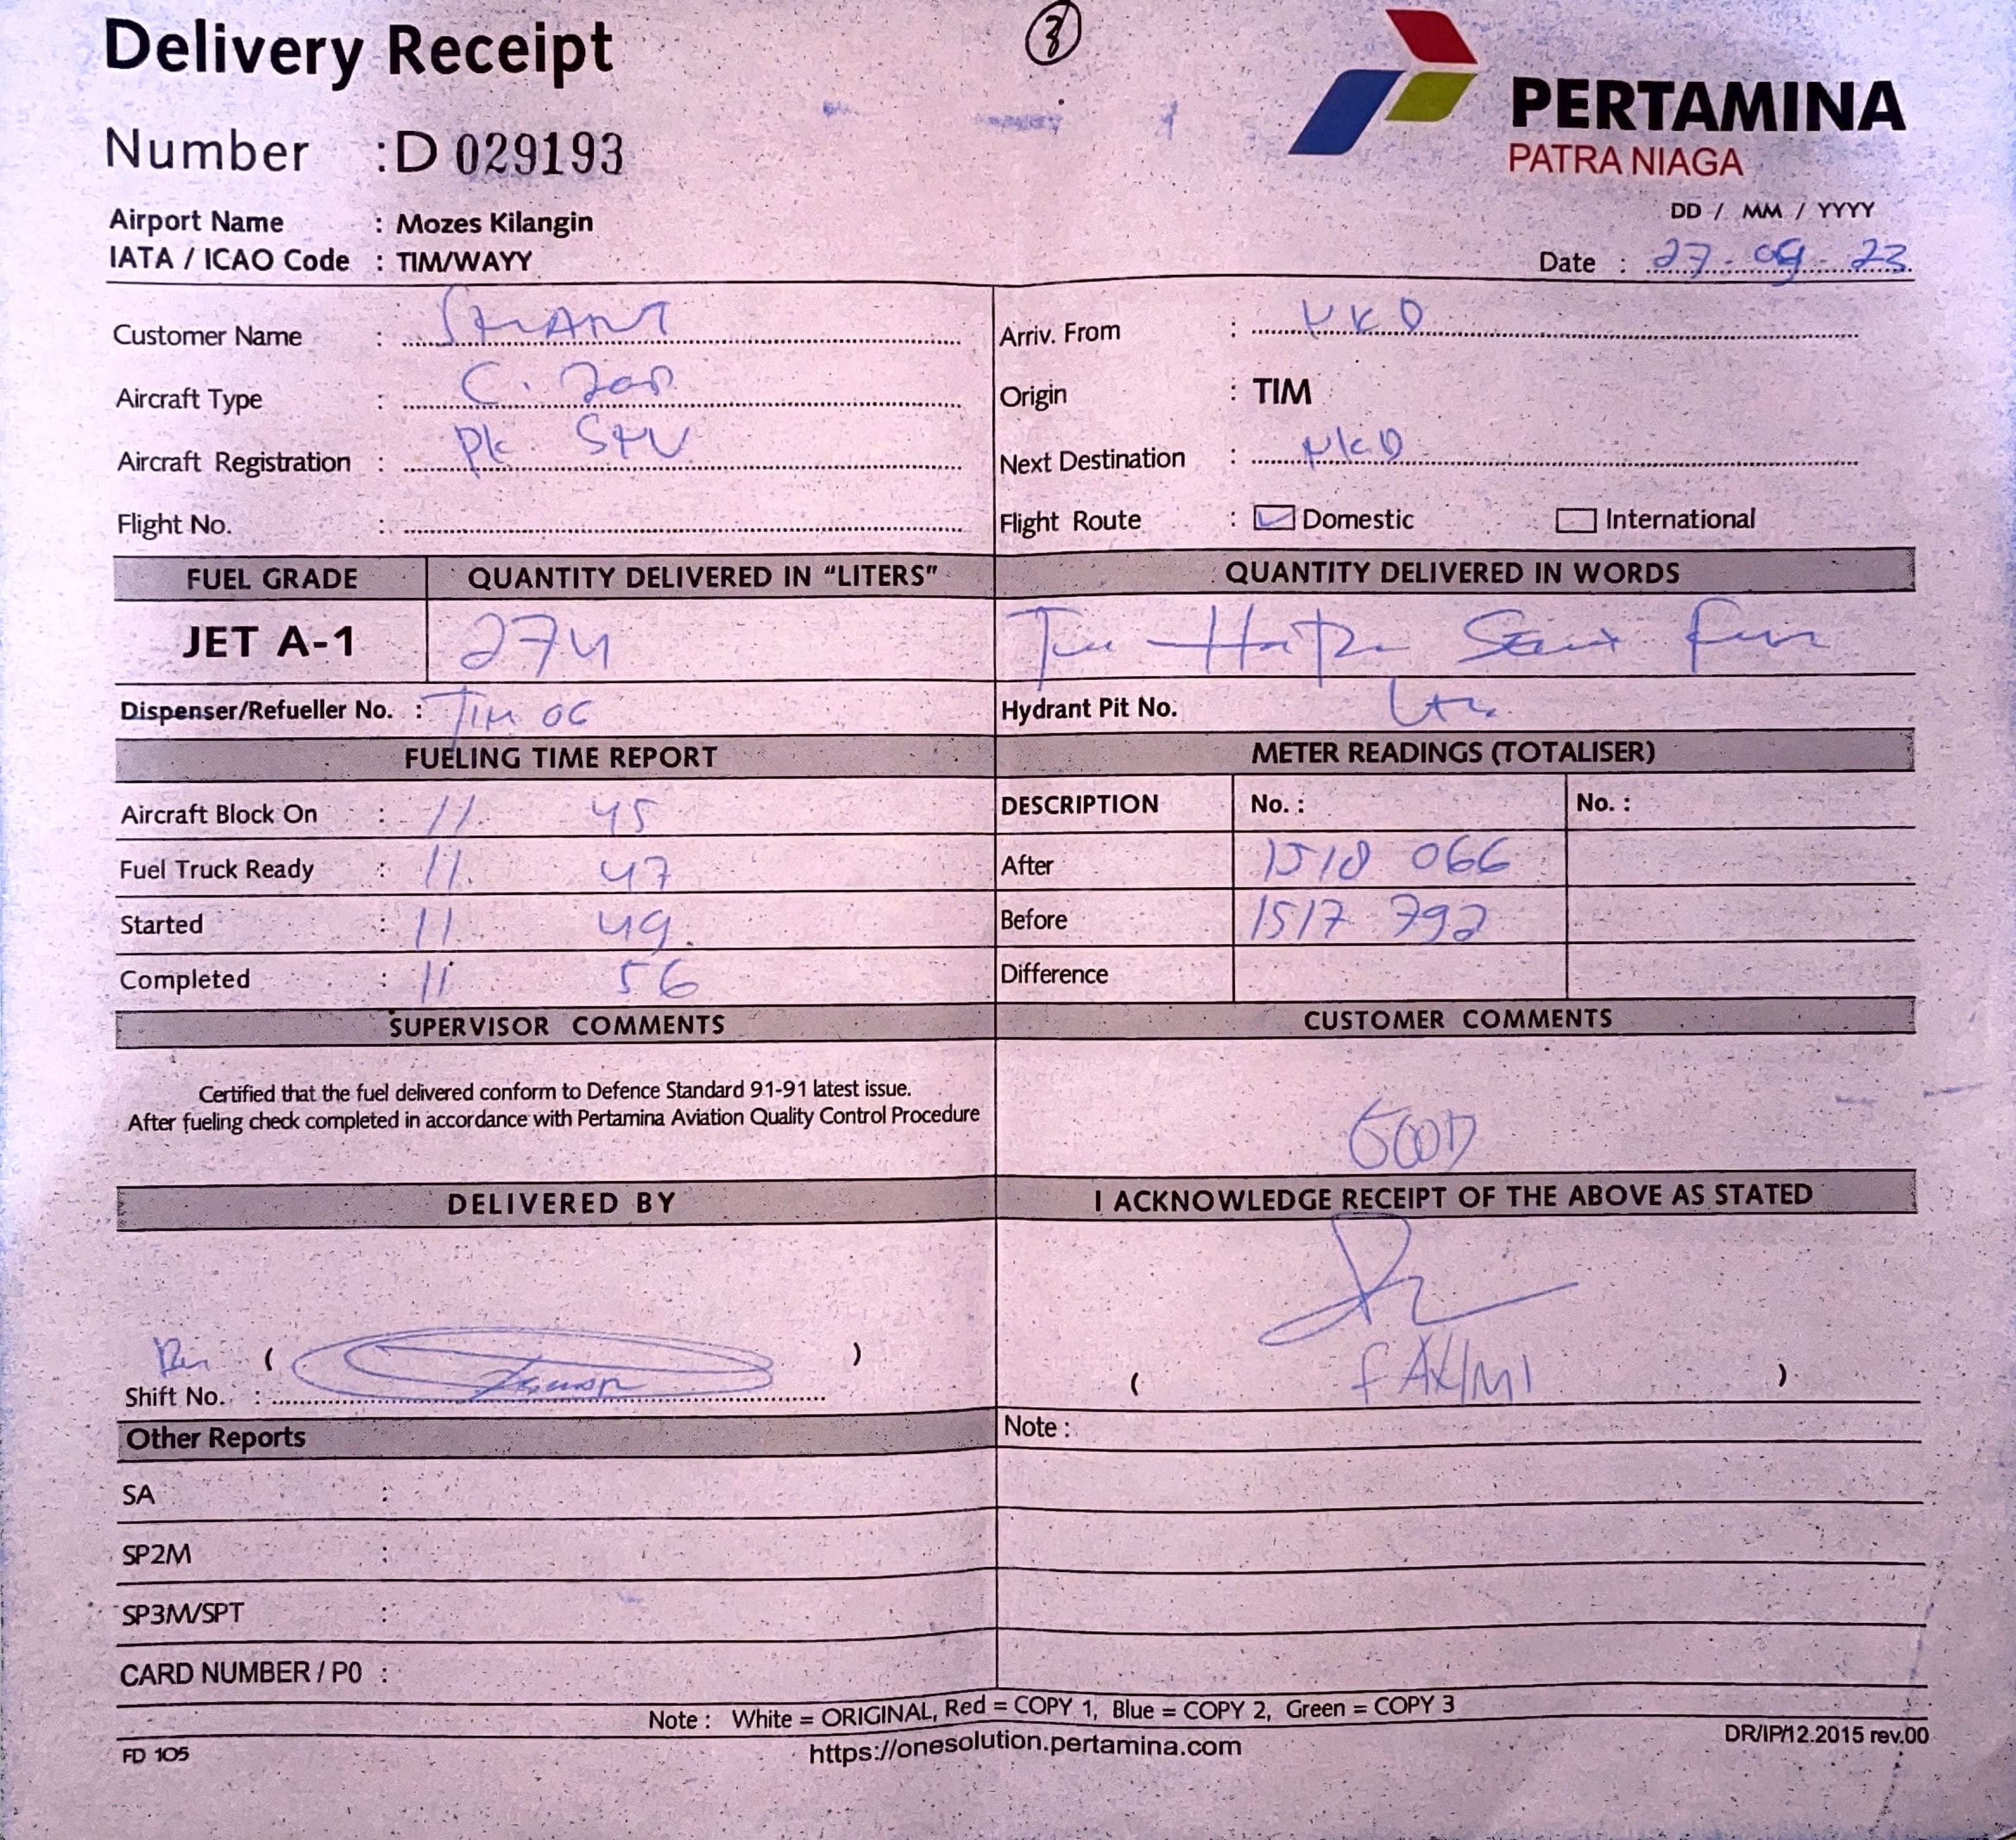 Delivery Receipt
3
PERTAMINA
PATRA NIAGA
Number : D 029193
Airport Name : Mozes Kilangin
IATA / ICAO Code : TIM/WAYY
DD / MM / YYYY
Date : 27 - 09 - 23
Customer Name :
Arriv. From : NKD
Aircraft Type : C.
Origin : TIM
Aircraft Registration : Pk.
Next Destination : NKD
Flight No. :
Flight Route : Domestic International
FUEL GRADE QUANTITY DELIVERED IN "LITERS" QUANTITY DELIVERED IN WORDS
JET A-1 274
Dispenser/Refueller No. : TIM 06
Hydrant Pit No.
FUELING TIME REPORT METER READINGS (TOTALISER)
Aircraft Block On : 11. 45
DESCRIPTION No. : No. :
Fuel Truck Ready : 11. 47
After 1518 066
Started : 11. 49.
Before 1517 792
Completed : 11 56
Difference
SUPERVISOR COMMENTS CUSTOMER COMMENTS
Certified that the fuel delivered conform to Defence Standard 91-91 latest issue.
After fueling check completed in accordance with Pertamina Aviation Quality Control Procedure
GOOD
DELIVERED BY I ACKNOWLEDGE RECEIPT OF THE ABOVE AS STATED
( )
Shift No. :
( )
Other Reports
Note :
SA :
SP2M :
SP3M/SPT :
CARD NUMBER / P0 :
Note : White = ORIGINAL, Red = COPY 1, Blue = COPY 2, Green = COPY 3
FD 105
https://onesolution.pertamina.com
DR/IP/12.2015 rev.00